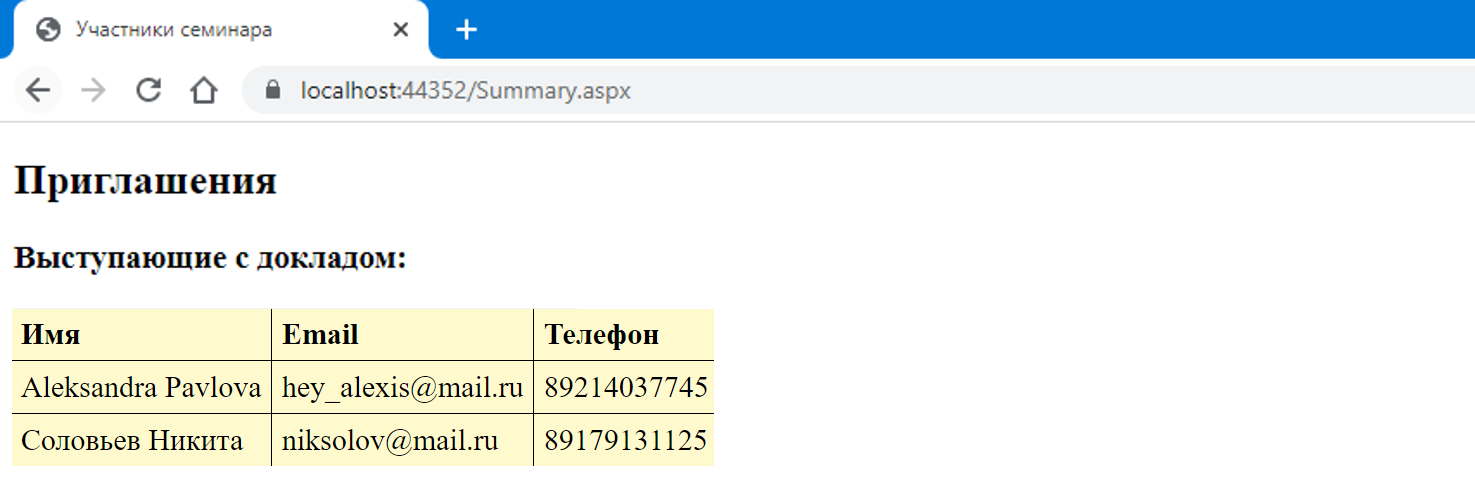 Участники семинара
localhost:44352/Summary.aspx
Приглашения
Выступающие с докладом:
Имя Email Телефон
Aleksandra Pavlova hey_alexis@mail.ru 89214037745
Соловьев Никита niksolov@mail.ru 89179131125